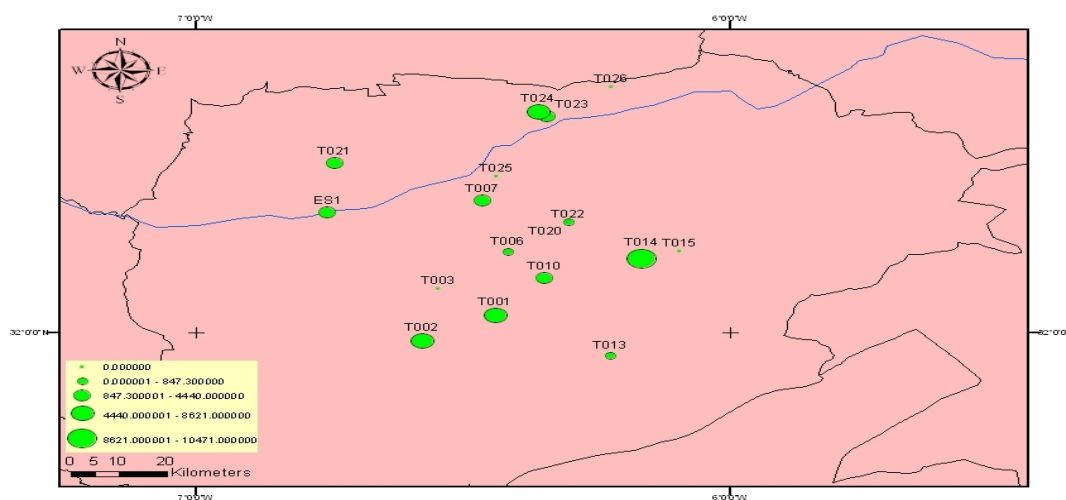 7°0'0"W
6°0'0"W
N
W
E
S
T026
T024
T023
T021
T025
T007
ES1
T022
T020
T006
T014
T015
T010
T003
T001
T002
T013
32°0'0"N
32°0'0
0.000000
0.000001 - 847.300000
847.300001 - 4440.000000
4440.000001 - 8621.000000
8621.000001 - 10471.000000
0 5 10 20
Kilometers
7°0'0"W
6°0'0"W